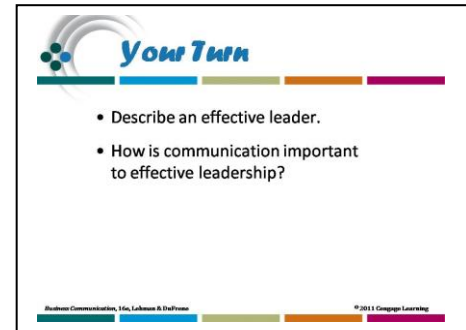 Your Turn
• Describe an effective leader.
• How is communication important
to effective leadership?
Business Communication, 16e, Lehman & DuFrene
©2011 Cengage Learning